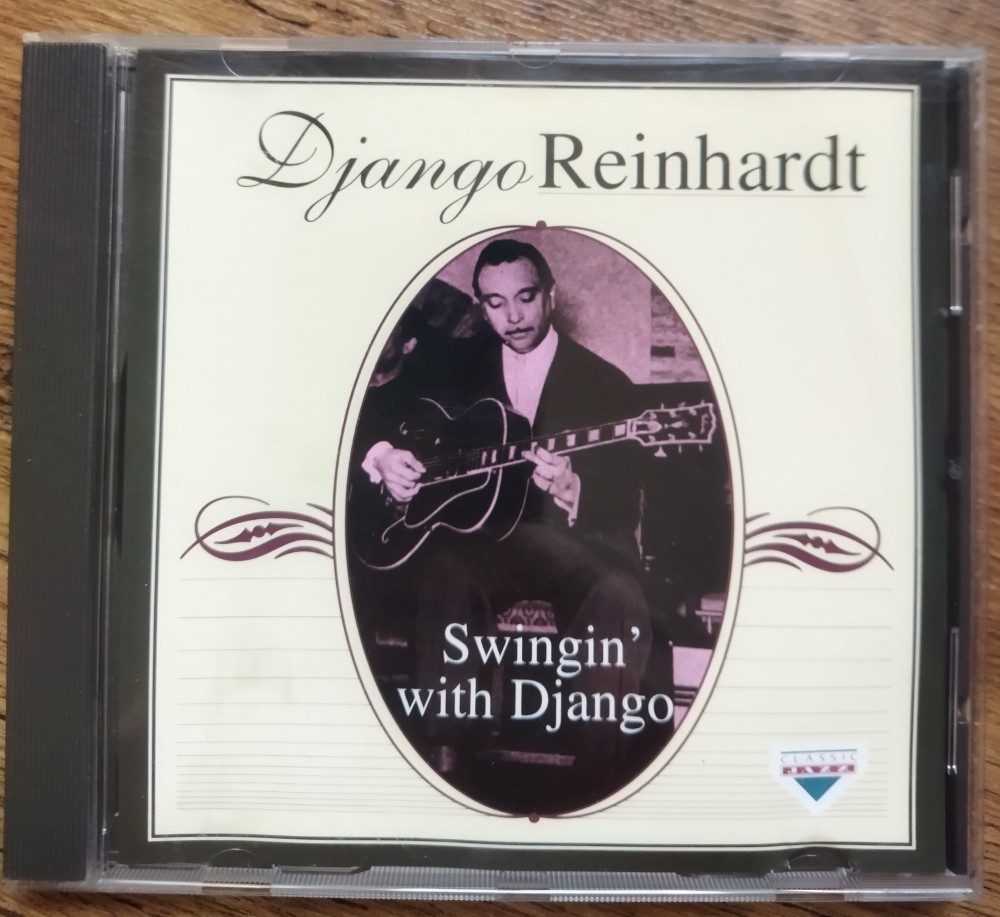 Django Reinhardt
Swingin'
with Django
CLASSIC
JAZZ